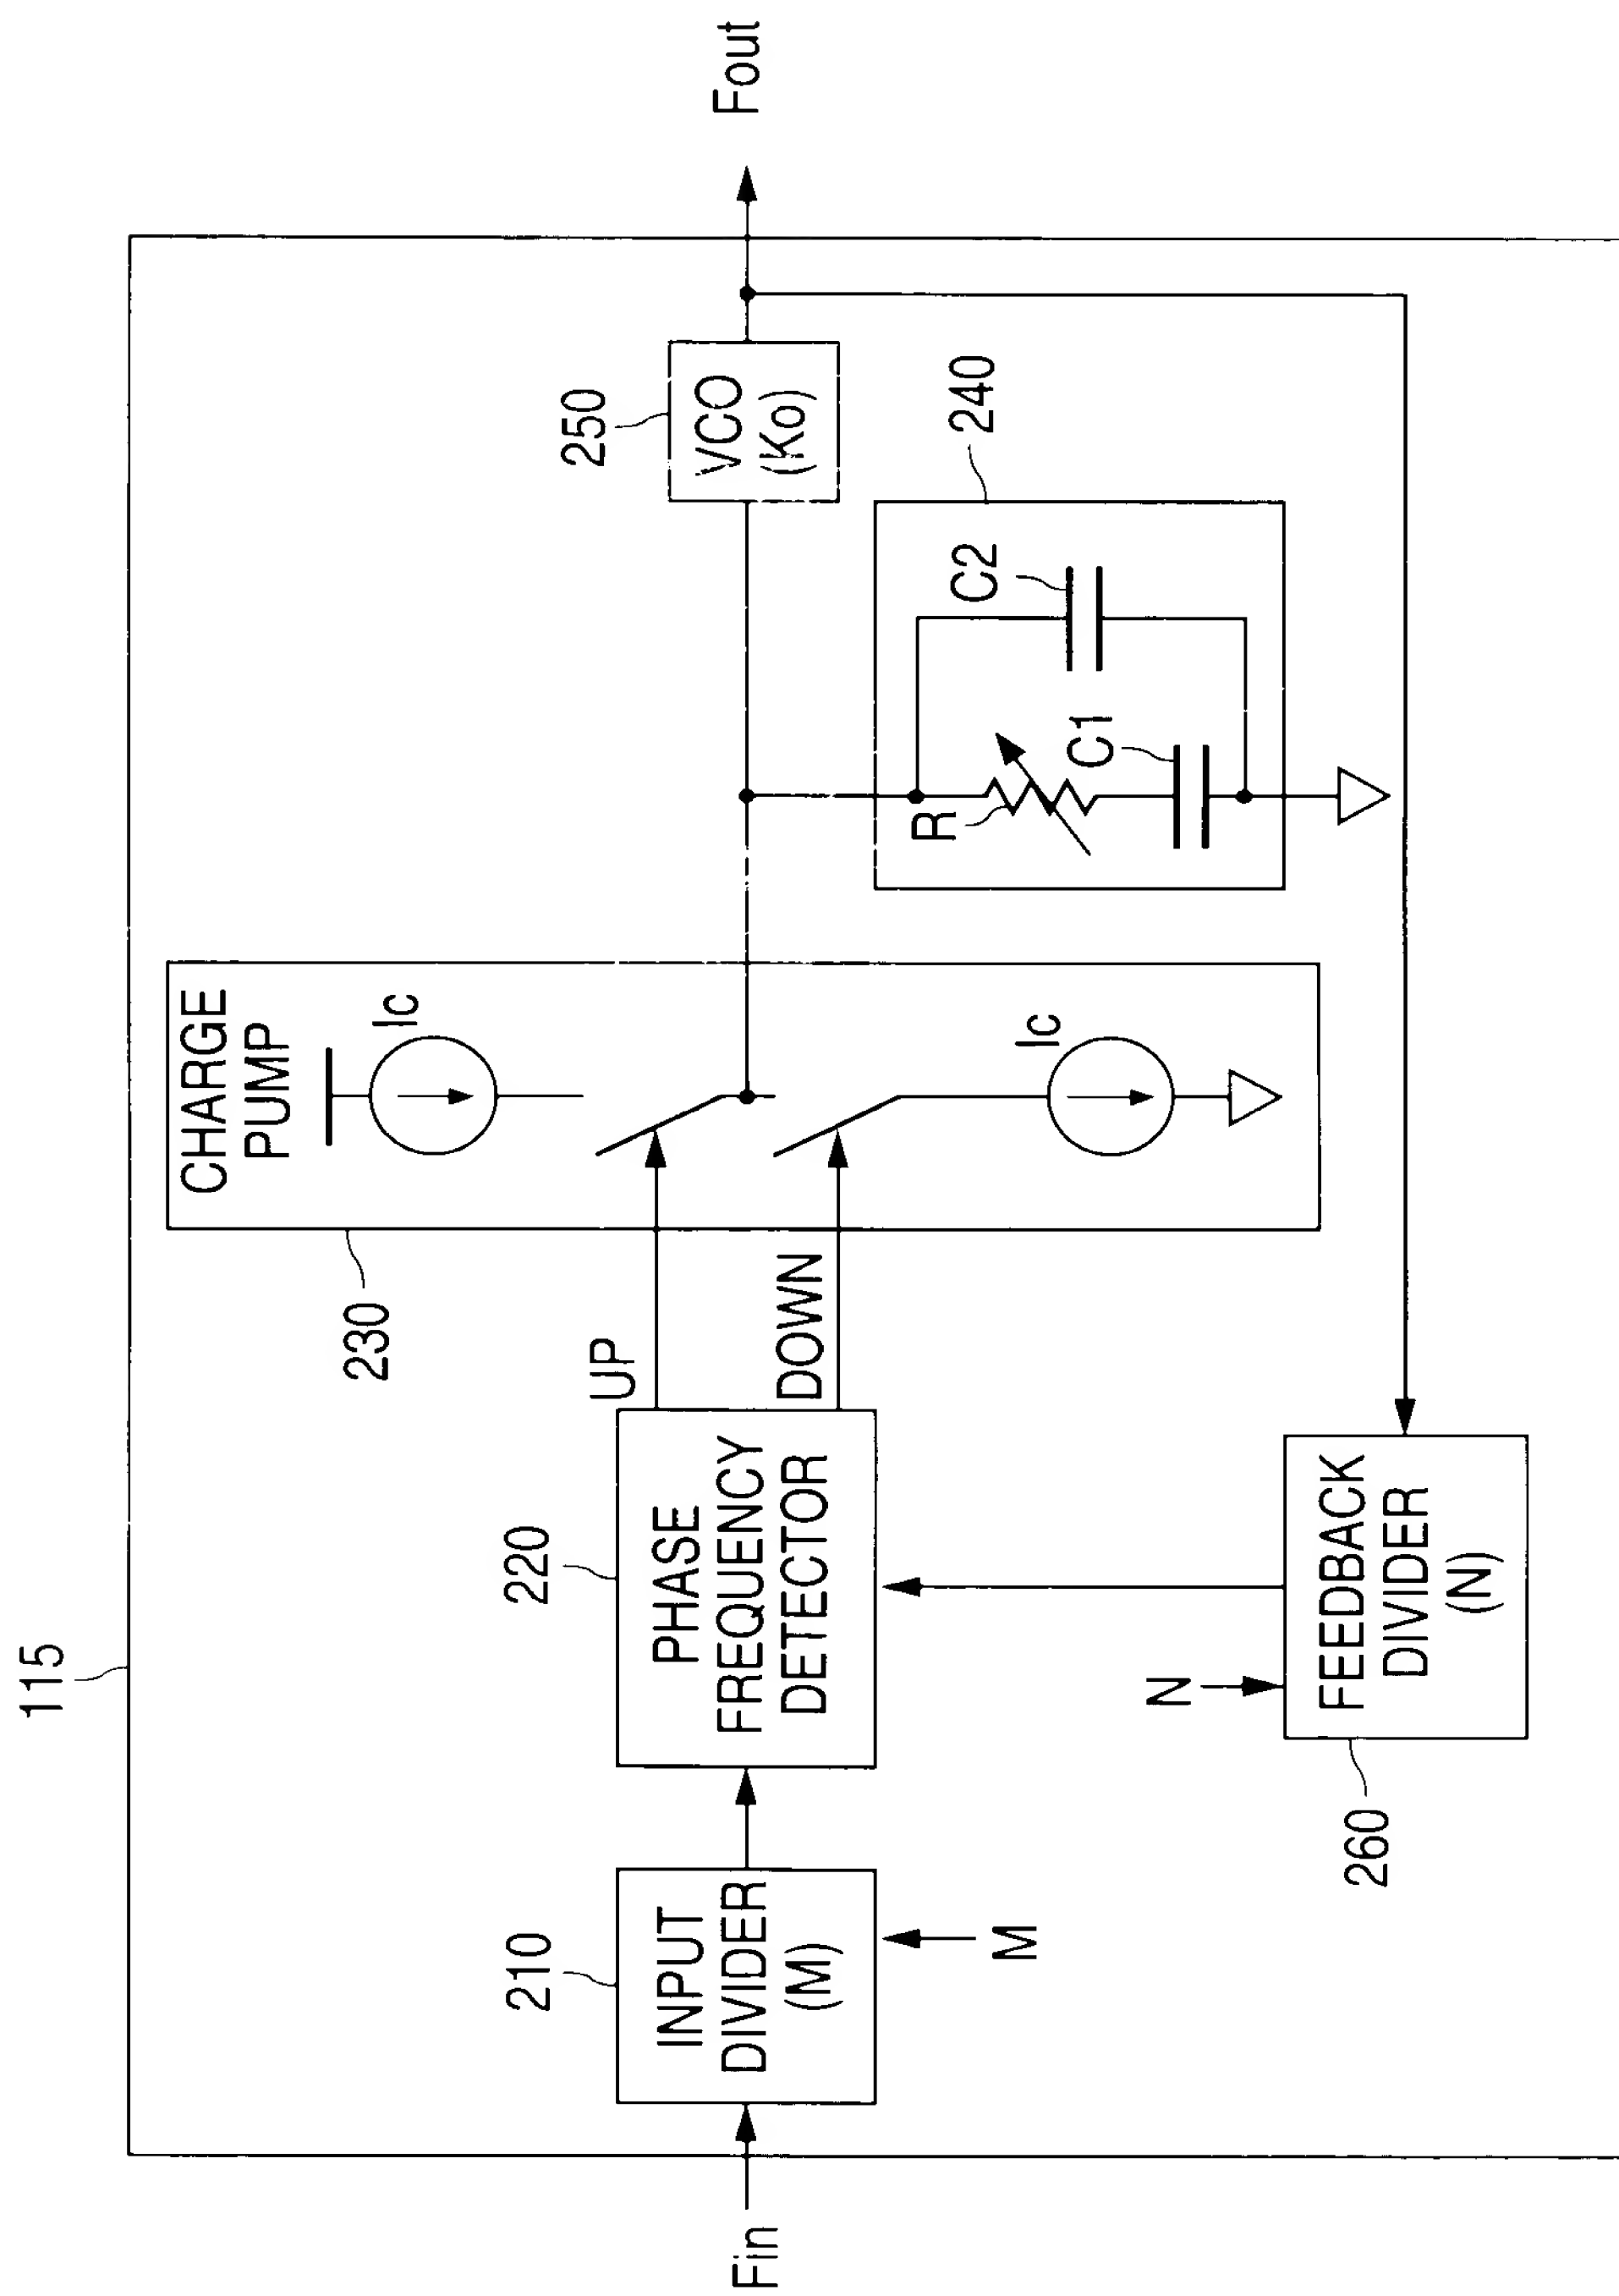 115
CHARGE
PUMP
Ic
230
UP
DOWN
Ic
250
VCO
(Ko)
Fout
240
R
C1
C2
220
PHASE
FREQUENCY
DETECTOR
210
INPUT
DIVIDER
(M)
Fin
M
N
FEEDBACK
DIVIDER
(N)
260